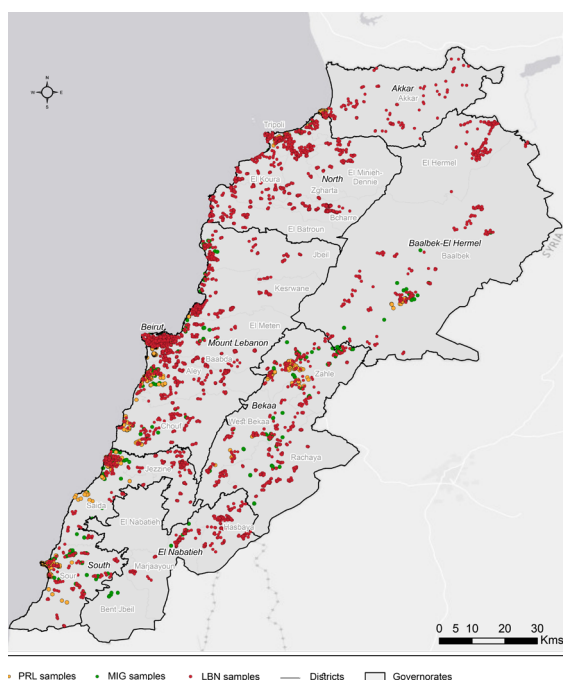 N
W E
S
Akkar
Akkar
Tripoli
El Hermel
El Koura
North
El Minieh-
Dennie
Zgharta
Bcharre
El Batroun
Baalbek-El Hermel
Baalbek
Jbeil
SYRIA
Kesrwane
Beirut
El Meten
Mount Lebanon
Baabda
Aley
Zahle
Bekaa
Chouf
West Bekaa
Jezzine
Rachaya
Saida
El Nabatieh
Hasbaya
El Nabatieh
South
Marjaayoun
Sour
Bent Jbeil
0 5 10 20 30
Kms
PRL samples MIG samples LBN samples Districts Governorates